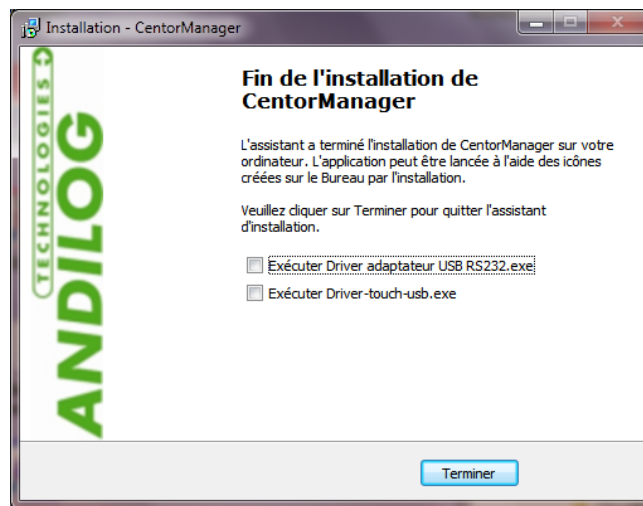 Installation - CentorManager
ANDILOG
TECHNOLOGIES
Fin de l'installation de
CentorManager
L'assistant a terminé l'installation de CentorManager sur votre
ordinateur. L'application peut être lancée à l'aide des icônes
créées sur le Bureau par l'installation.
Veuillez cliquer sur Terminer pour quitter l'assistant
d'installation.
Exécuter Driver adaptateur USB RS232.exe
Exécuter Driver-touch-usb.exe
Terminer